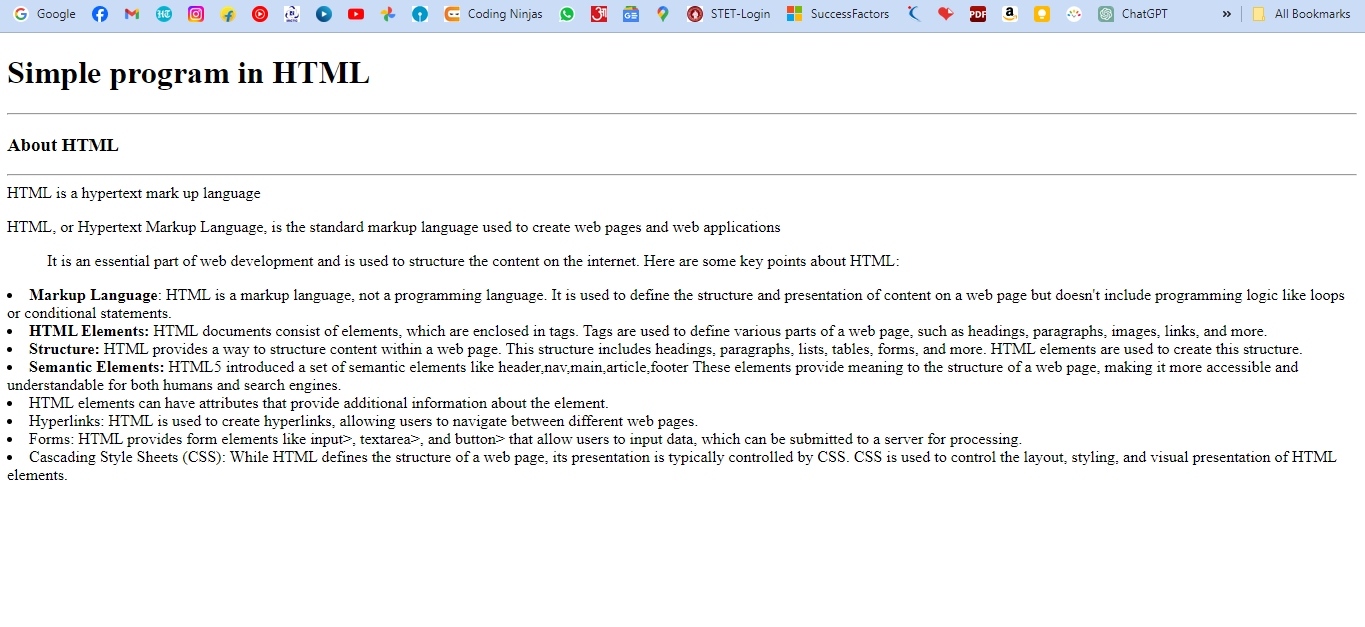 Google Coding Ninjas STET-Login SuccessFactors PDF ChatGPT » All Bookmarks
Simple program in HTML
About HTML
HTML is a hypertext mark up language
HTML, or Hypertext Markup Language, is the standard markup language used to create web pages and web applications
It is an essential part of web development and is used to structure the content on the internet. Here are some key points about HTML:
• Markup Language: HTML is a markup language, not a programming language. It is used to define the structure and presentation of content on a web page but doesn't include programming logic like loops
or conditional statements.
• HTML Elements: HTML documents consist of elements, which are enclosed in tags. Tags are used to define various parts of a web page, such as headings, paragraphs, images, links, and more.
• Structure: HTML provides a way to structure content within a web page. This structure includes headings, paragraphs, lists, tables, forms, and more. HTML elements are used to create this structure.
• Semantic Elements: HTML5 introduced a set of semantic elements like header,nav,main,article,footer These elements provide meaning to the structure of a web page, making it more accessible and
understandable for both humans and search engines.
• HTML elements can have attributes that provide additional information about the element.
• Hyperlinks: HTML is used to create hyperlinks, allowing users to navigate between different web pages.
• Forms: HTML provides form elements like input>, textarea>, and button> that allow users to input data, which can be submitted to a server for processing.
• Cascading Style Sheets (CSS): While HTML defines the structure of a web page, its presentation is typically controlled by CSS. CSS is used to control the layout, styling, and visual presentation of HTML
elements.